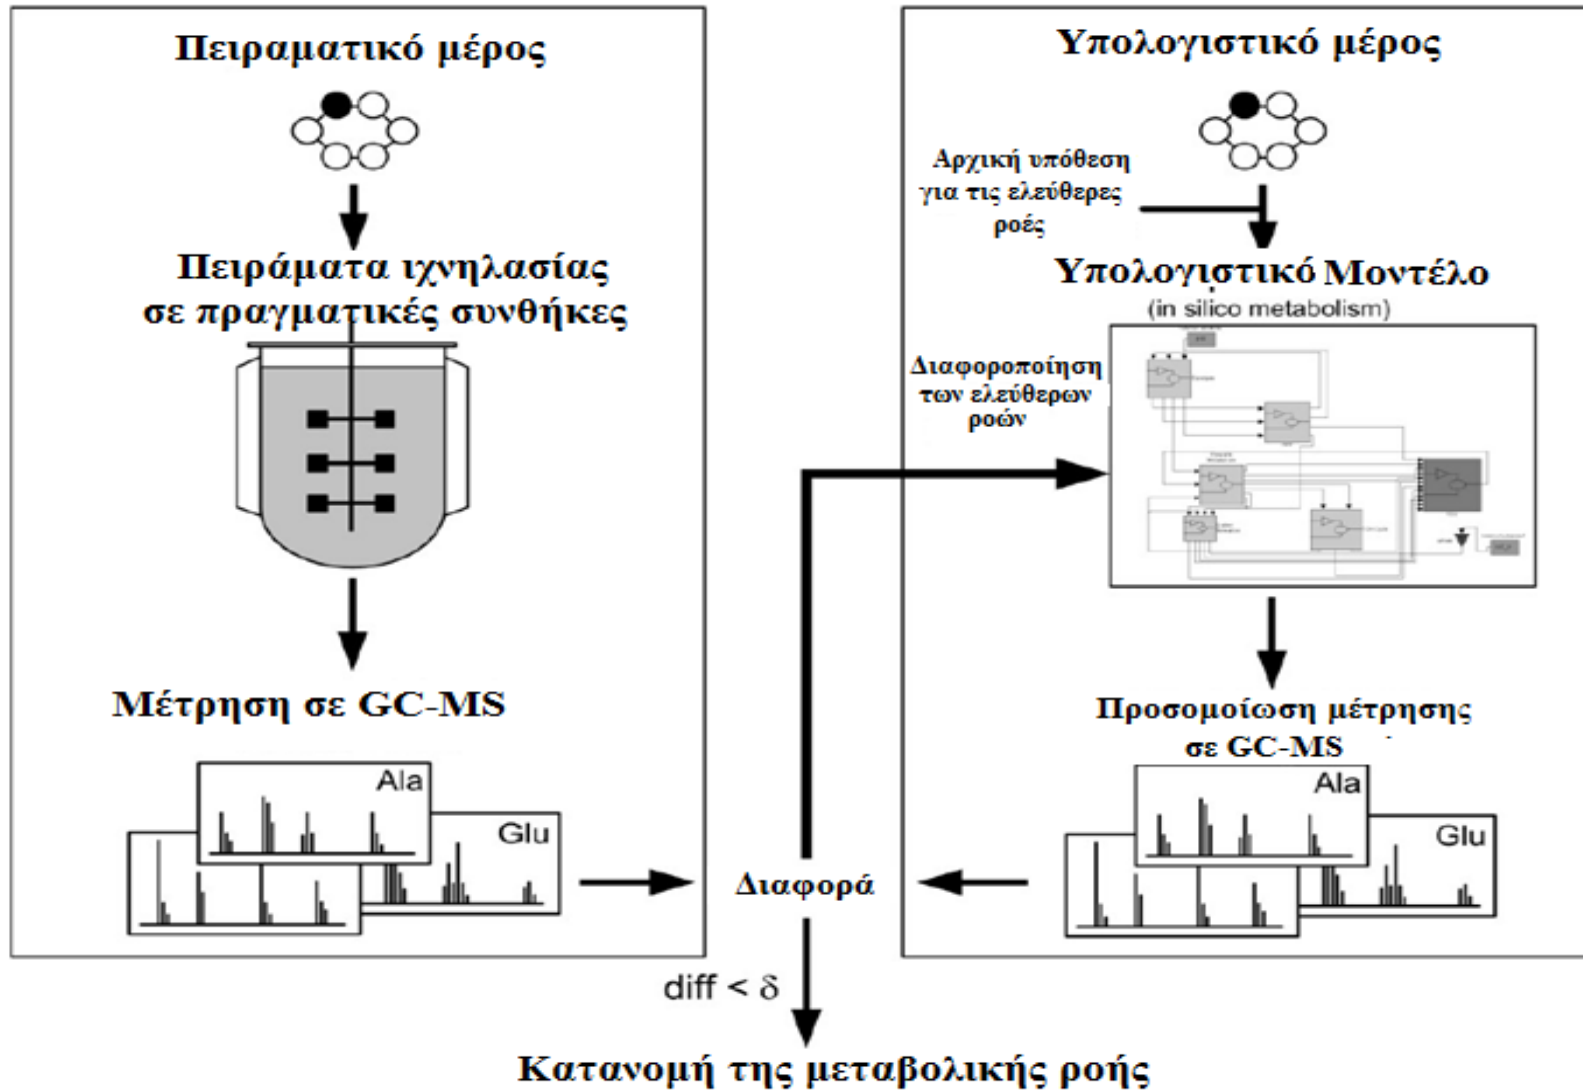 Πειραματικό μέρος
Πειράματα ιχνηλασίας
σε πραγματικές συνθήκες
Μέτρηση σε GC-MS
Ala
Glu
Υπολογιστικό μέρος
Αρχική υπόθεση
για τις ελεύθερες
ροές
Υπολογιστικό Μοντέλο
(in silico metabolism)
Διαφοροποίηση
των ελεύθερων
ροών
Προσομοίωση μέτρησης
σε GC-MS
Ala
Glu
Διαφορά
diff < δ
Κατανομή της μεταβολικής ροής